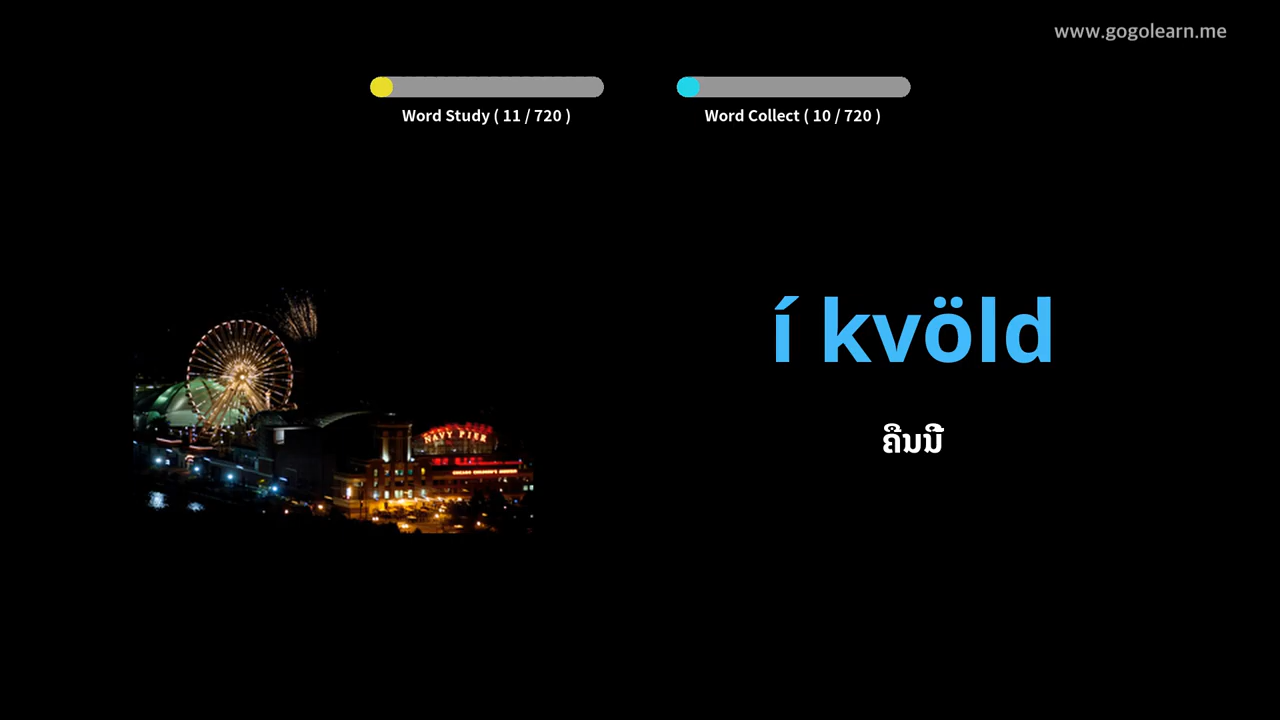 www.gogolearn.me
Word Study ( 11 / 720 )
Word Collect ( 10 / 720 )
í kvöld
ຄືນນີ້
NAVY PIER